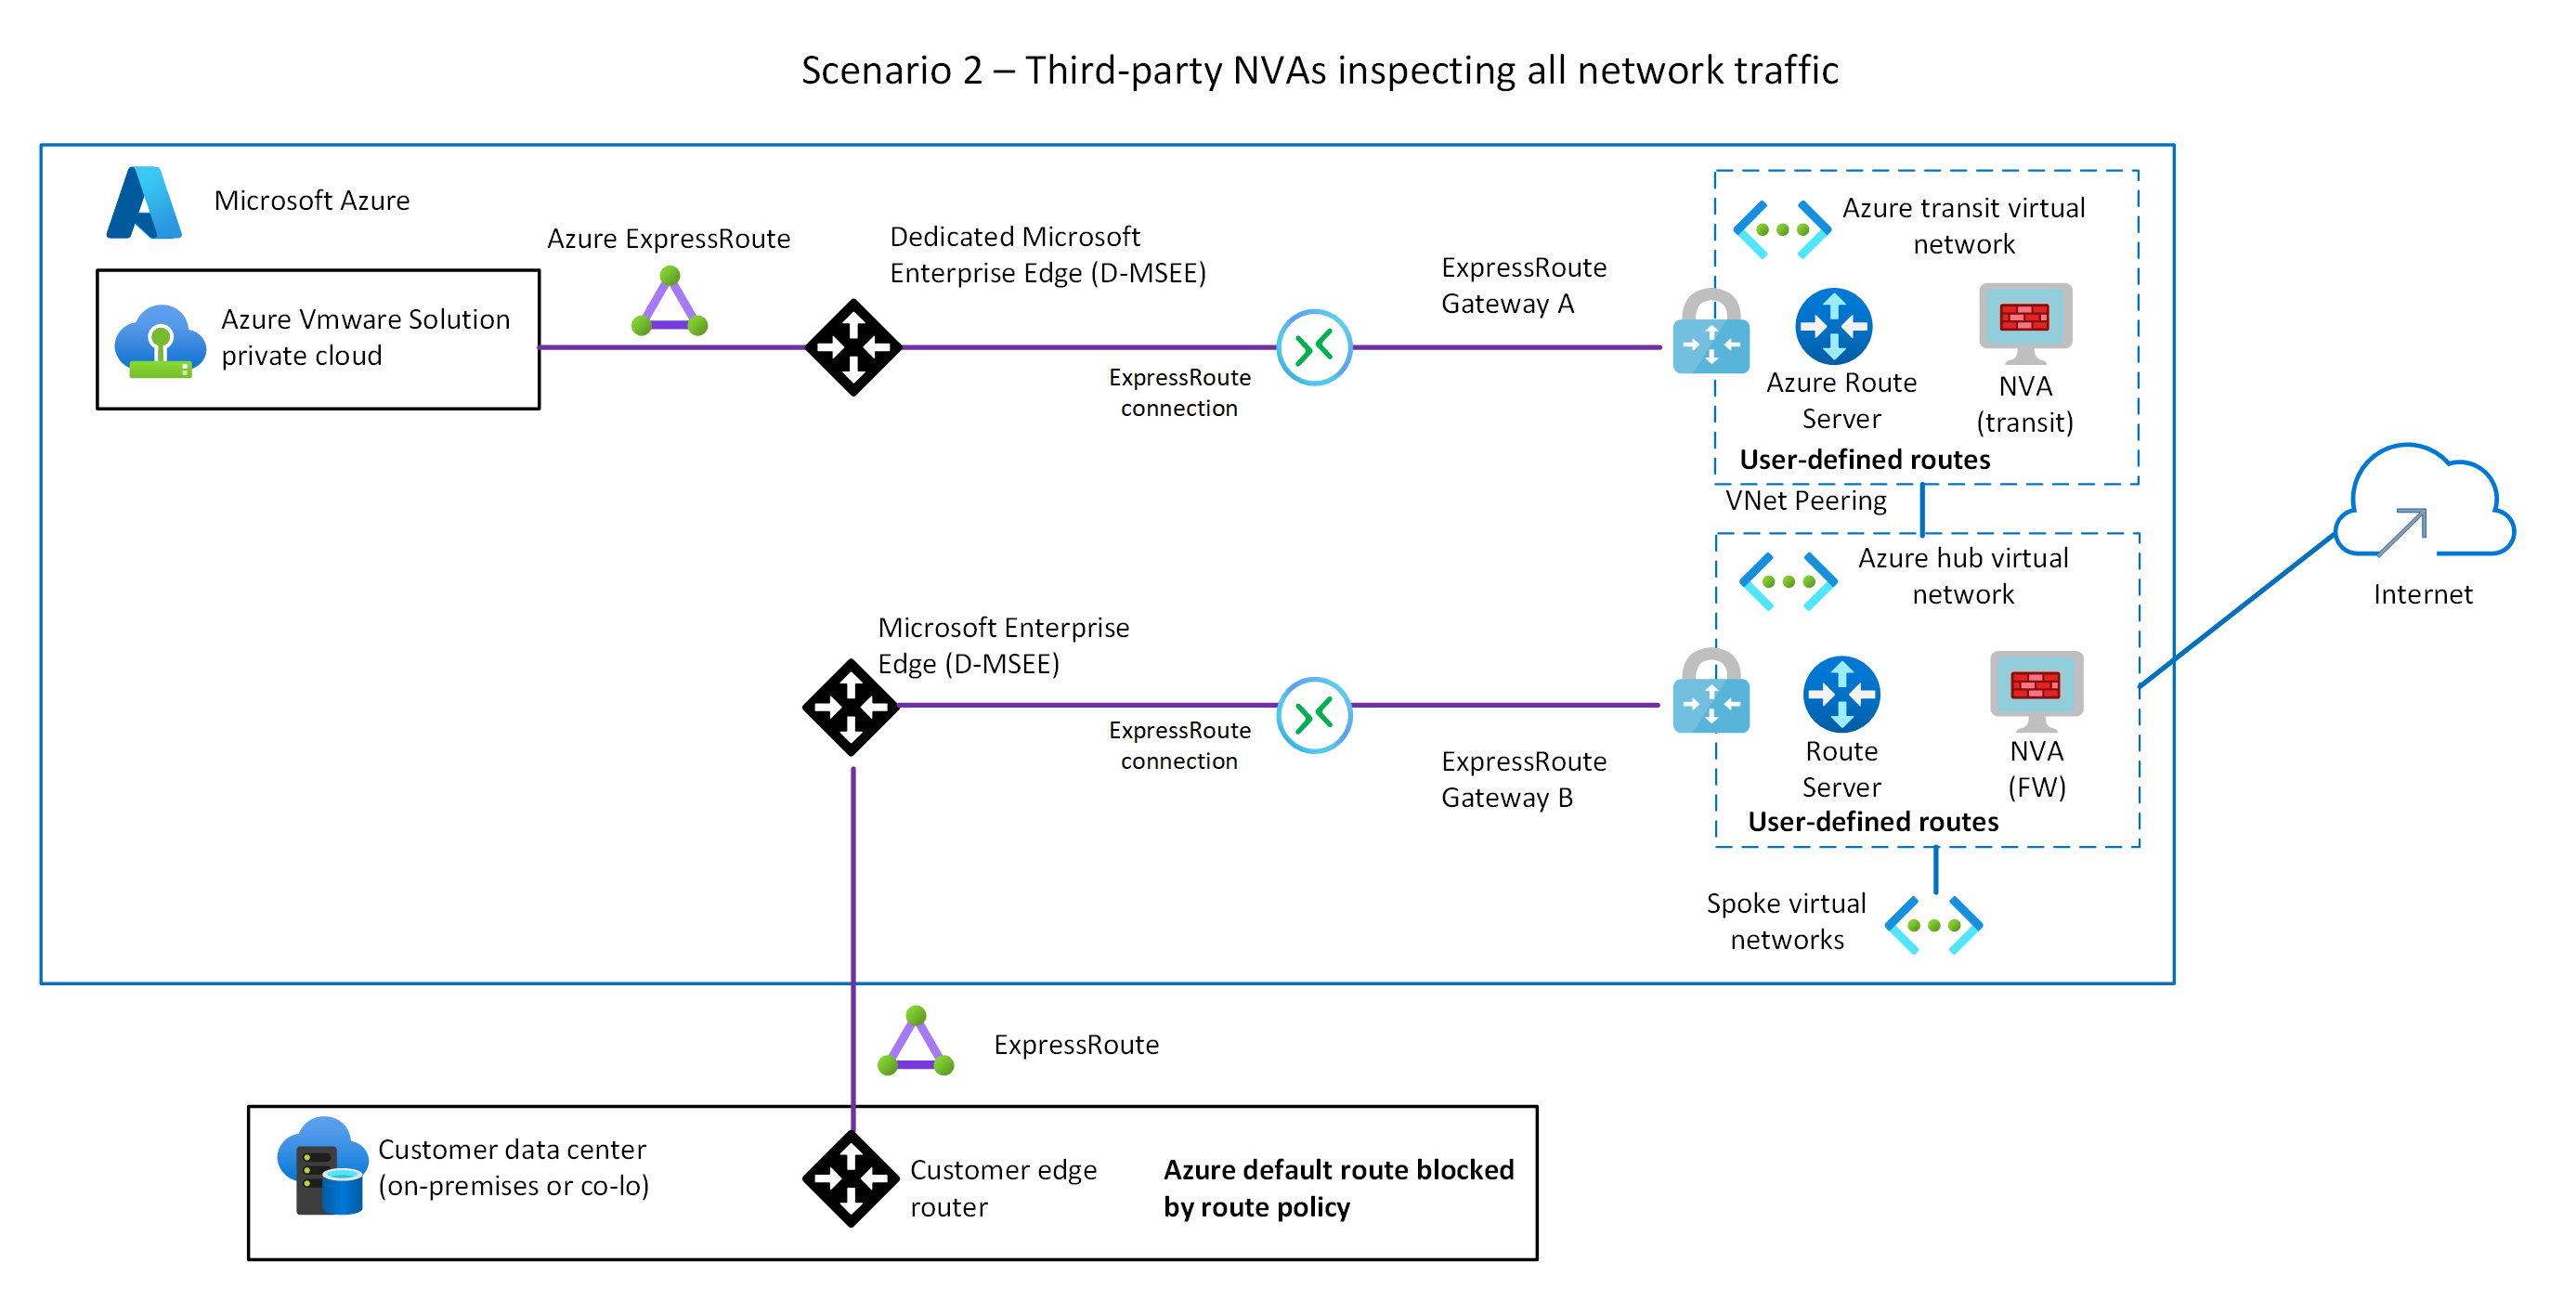 Scenario 2 – Third-party NVAs inspecting all network traffic
Microsoft Azure
Azure Vmware Solution
private cloud
Azure ExpressRoute
Dedicated Microsoft
Enterprise Edge (D-MSEE)
ExpressRoute
connection
ExpressRoute
Gateway A
Azure transit virtual
network
Azure Route
Server
NVA
(transit)
User-defined routes
VNet Peering
Azure hub virtual
network
Internet
Microsoft Enterprise
Edge (D-MSEE)
ExpressRoute
connection
ExpressRoute
Gateway B
Route
Server
NVA
(FW)
User-defined routes
Spoke virtual
networks
ExpressRoute
Customer data center
(on-premises or co-lo)
Customer edge
router
Azure default route blocked
by route policy